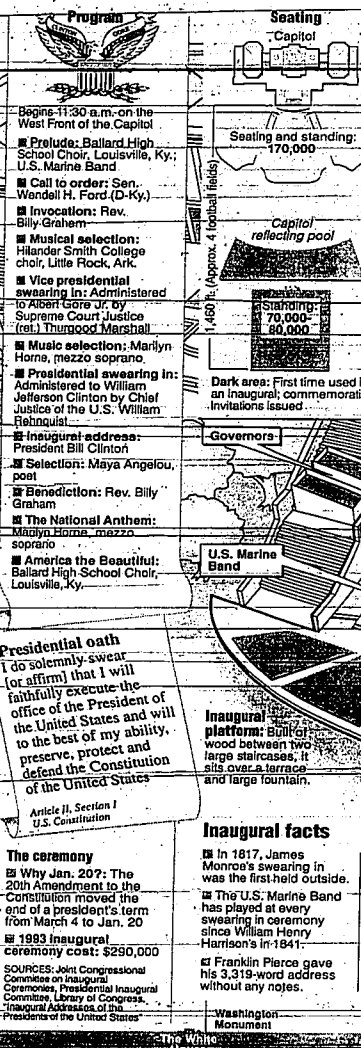 Program
CLINTON GORE
Begins 11:30 a.m. on the
West Front of the Capitol
Prelude: Ballard High
School Choir, Louisville, Ky.;
U.S. Marine Band
Call to order: Sen.
Wendell H. Ford (D-Ky.)
Invocation: Rev.
Billy Graham
Musical selection:
Hilander Smith College
choir, Little Rock, Ark.
Vice presidential
swearing in: Administered
to Albert Gore Jr. by
Supreme Court Justice
(ret.) Thurgood Marshall
Music selection: Marilyn
Horne, mezzo soprano
Presidential swearing in:
Administered to William
Jefferson Clinton by Chief
Justice of the U.S. William
Rehnquist
Inaugural address:
President Bill Clinton
Selection: Maya Angelou,
poet
Benediction: Rev. Billy
Graham
The National Anthem:
Marilyn Horne, mezzo
soprano
America the Beautiful:
Ballard High School Choir,
Louisville, Ky.
Seating
Capitol
Seating and standing:
170,000
1,460 ft. (Approx. 4 football fields)
Capitol
reflecting pool
Standing:
70,000-
80,000
Dark area: First time used
an Inaugural; commemorati
Invitations issued
Governors
U.S. Marine
Band
Inaugural
platform: Built of
wood between two
large staircases, it
sits over a terrace
and large fountain.
Presidential oath
I do solemnly swear
[or affirm] that I will
faithfully execute the
office of the President of
the United States and will
to the best of my ability,
preserve, protect and
defend the Constitution
of the United States
Article II, Section I
U.S. Constitution
The ceremony
Why Jan. 20?: The
20th Amendment to the
Constitution moved the
end of a president's term
from March 4 to Jan. 20
1993 Inaugural
ceremony cost: $290,000
SOURCES: Joint Congressional
Committee on Inaugural
Ceremonies, Presidential Inaugural
Committee, Library of Congress,
"Inaugural Addresses of the
Presidents of the United States"
Inaugural facts
In 1817, James
Monroe's swearing in
was the first held outside.
The U.S. Marine Band
has played at every
swearing in ceremony
since William Henry
Harrison's in 1841.
Franklin Pierce gave
his 3,319-word address
without any notes.
Washington
Monument
The White